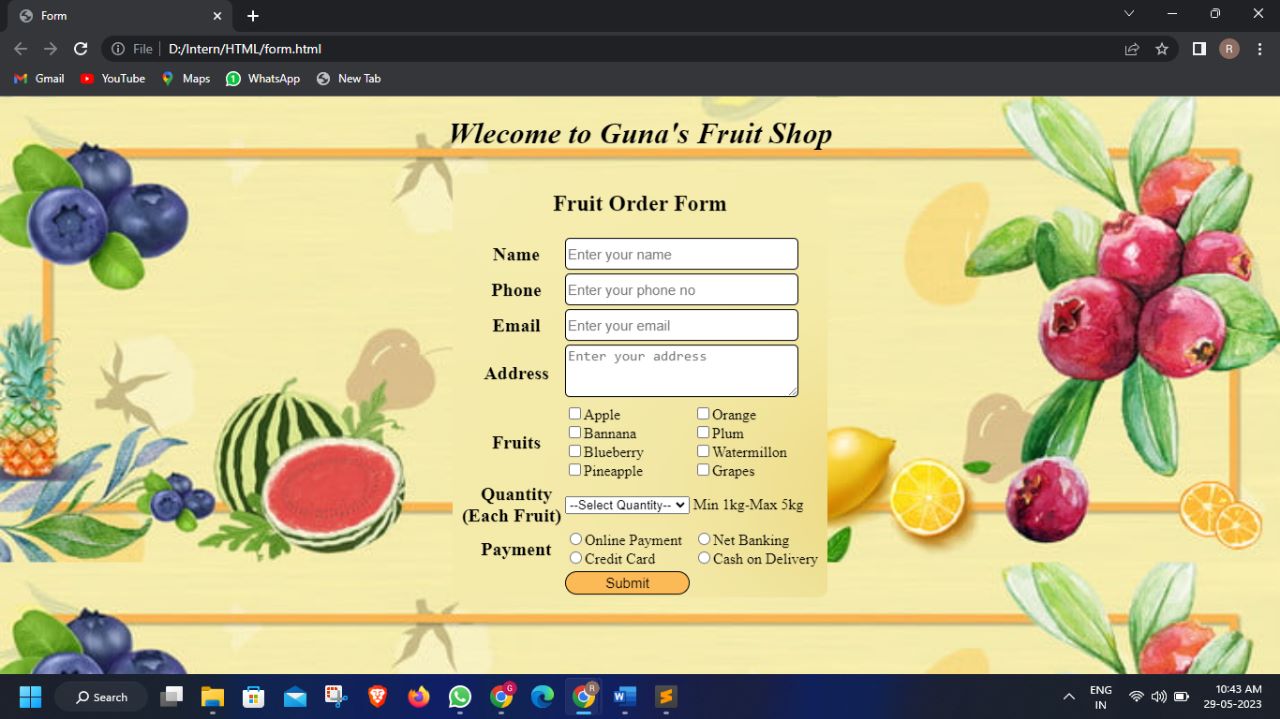 Form
File
D:/Intern/HTML/form.html
R
Gmail
YouTube
Maps
WhatsApp
New Tab
Wlecome to Guna's Fruit Shop
Fruit Order Form
Name
Enter your name
Phone
Enter your phone no
Email
Enter your email
Address
Enter your address
Fruits
Apple
Orange
Bannana
Plum
Blueberry
Watermillon
Pineapple
Grapes
Quantity
(Each Fruit)
--Select Quantity--
Min 1kg-Max 5kg
Payment
Online Payment
Net Banking
Credit Card
Cash on Delivery
Submit
Search
G
R
W
ENG
IN
10:43 AM
29-05-2023